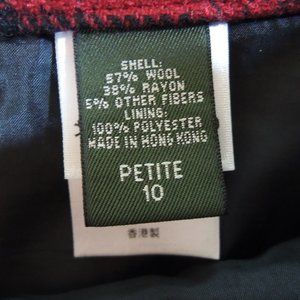 SHELL:
57% WOOL
38% RAYON
5% OTHER FIBERS
LINING:
100% POLYESTER
MADE IN HONG KONG
PETITE
10
香港製